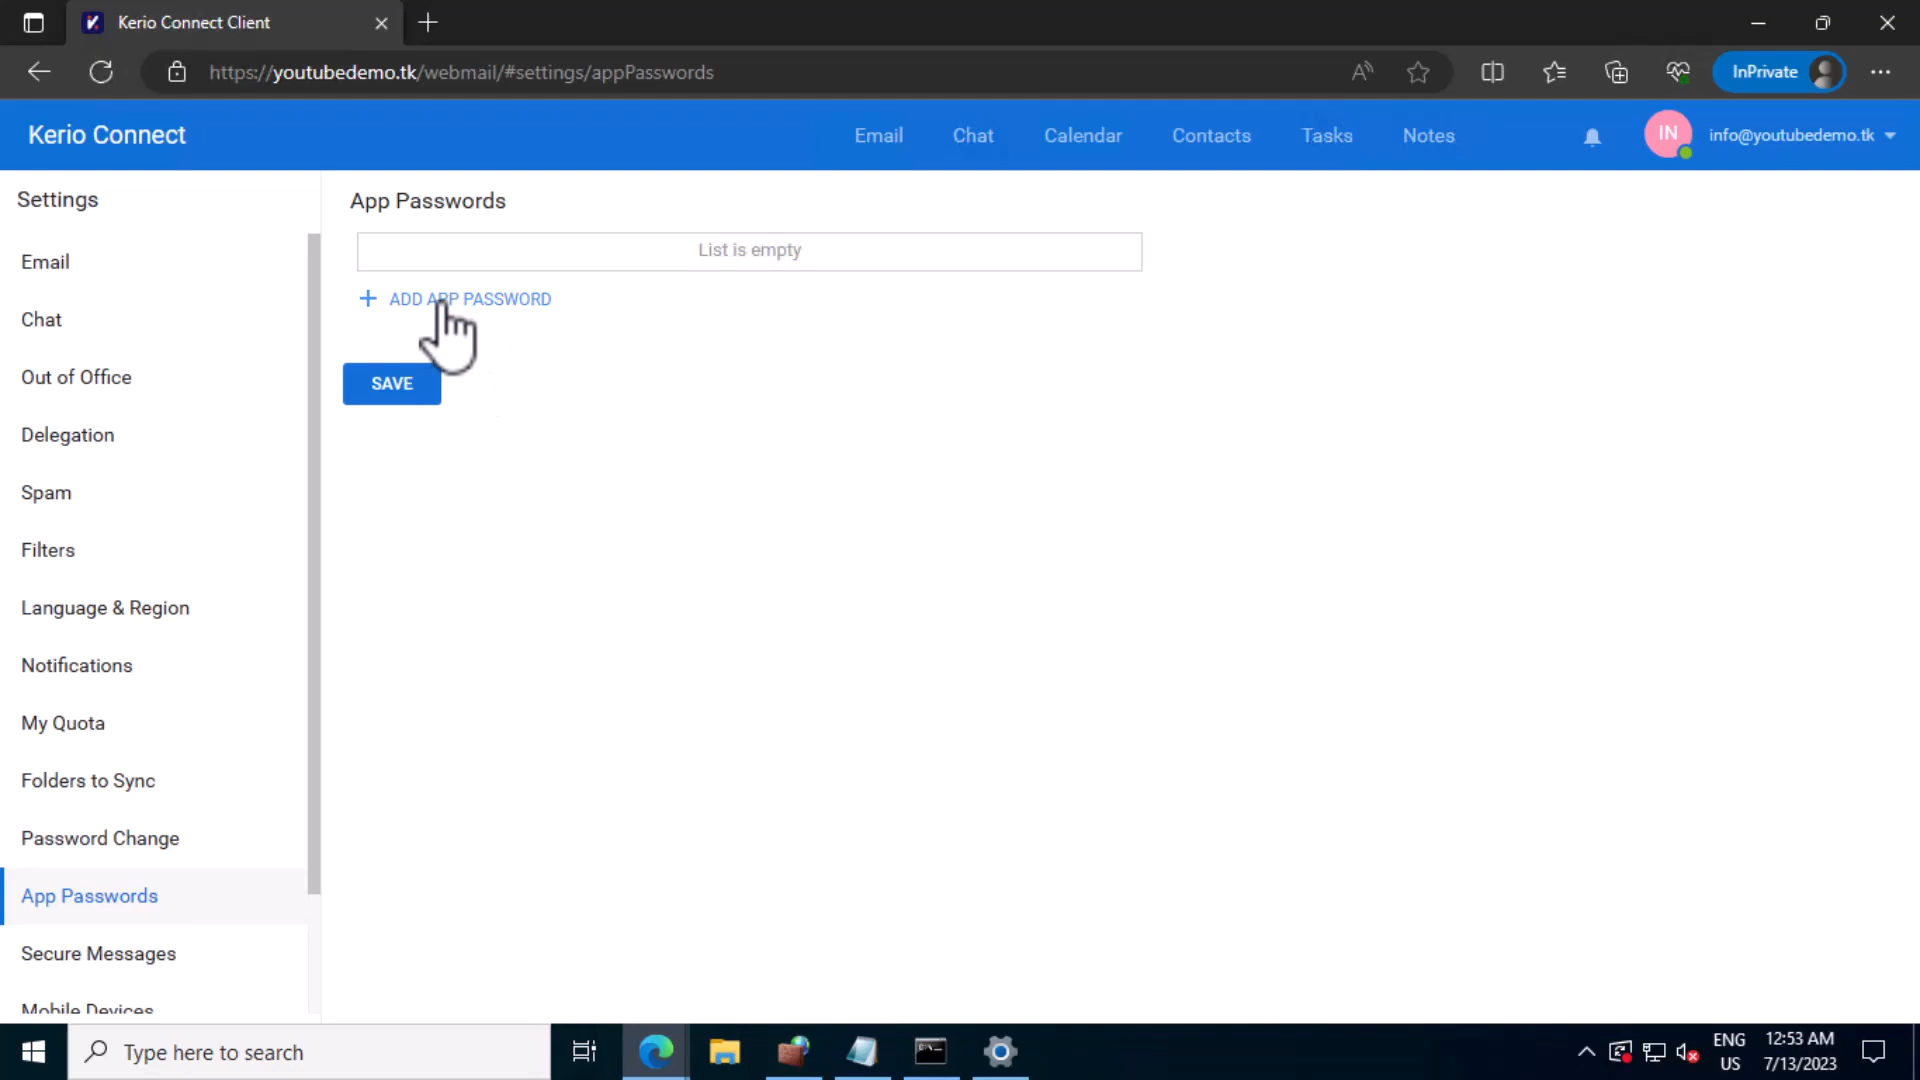 Kerio Connect Client
https://youtubedemo.tk/webmail/#settings/appPasswords
InPrivate
Kerio Connect
Email
Chat
Calendar
Contacts
Tasks
Notes
IN
info@youtubedemo.tk
Settings
Email
Chat
Out of Office
Delegation
Spam
Filters
Language & Region
Notifications
My Quota
Folders to Sync
Password Change
App Passwords
Secure Messages
Mobile Devices
App Passwords
List is empty
ADD APP PASSWORD
SAVE
Type here to search
ENG
US
12:53 AM
7/13/2023